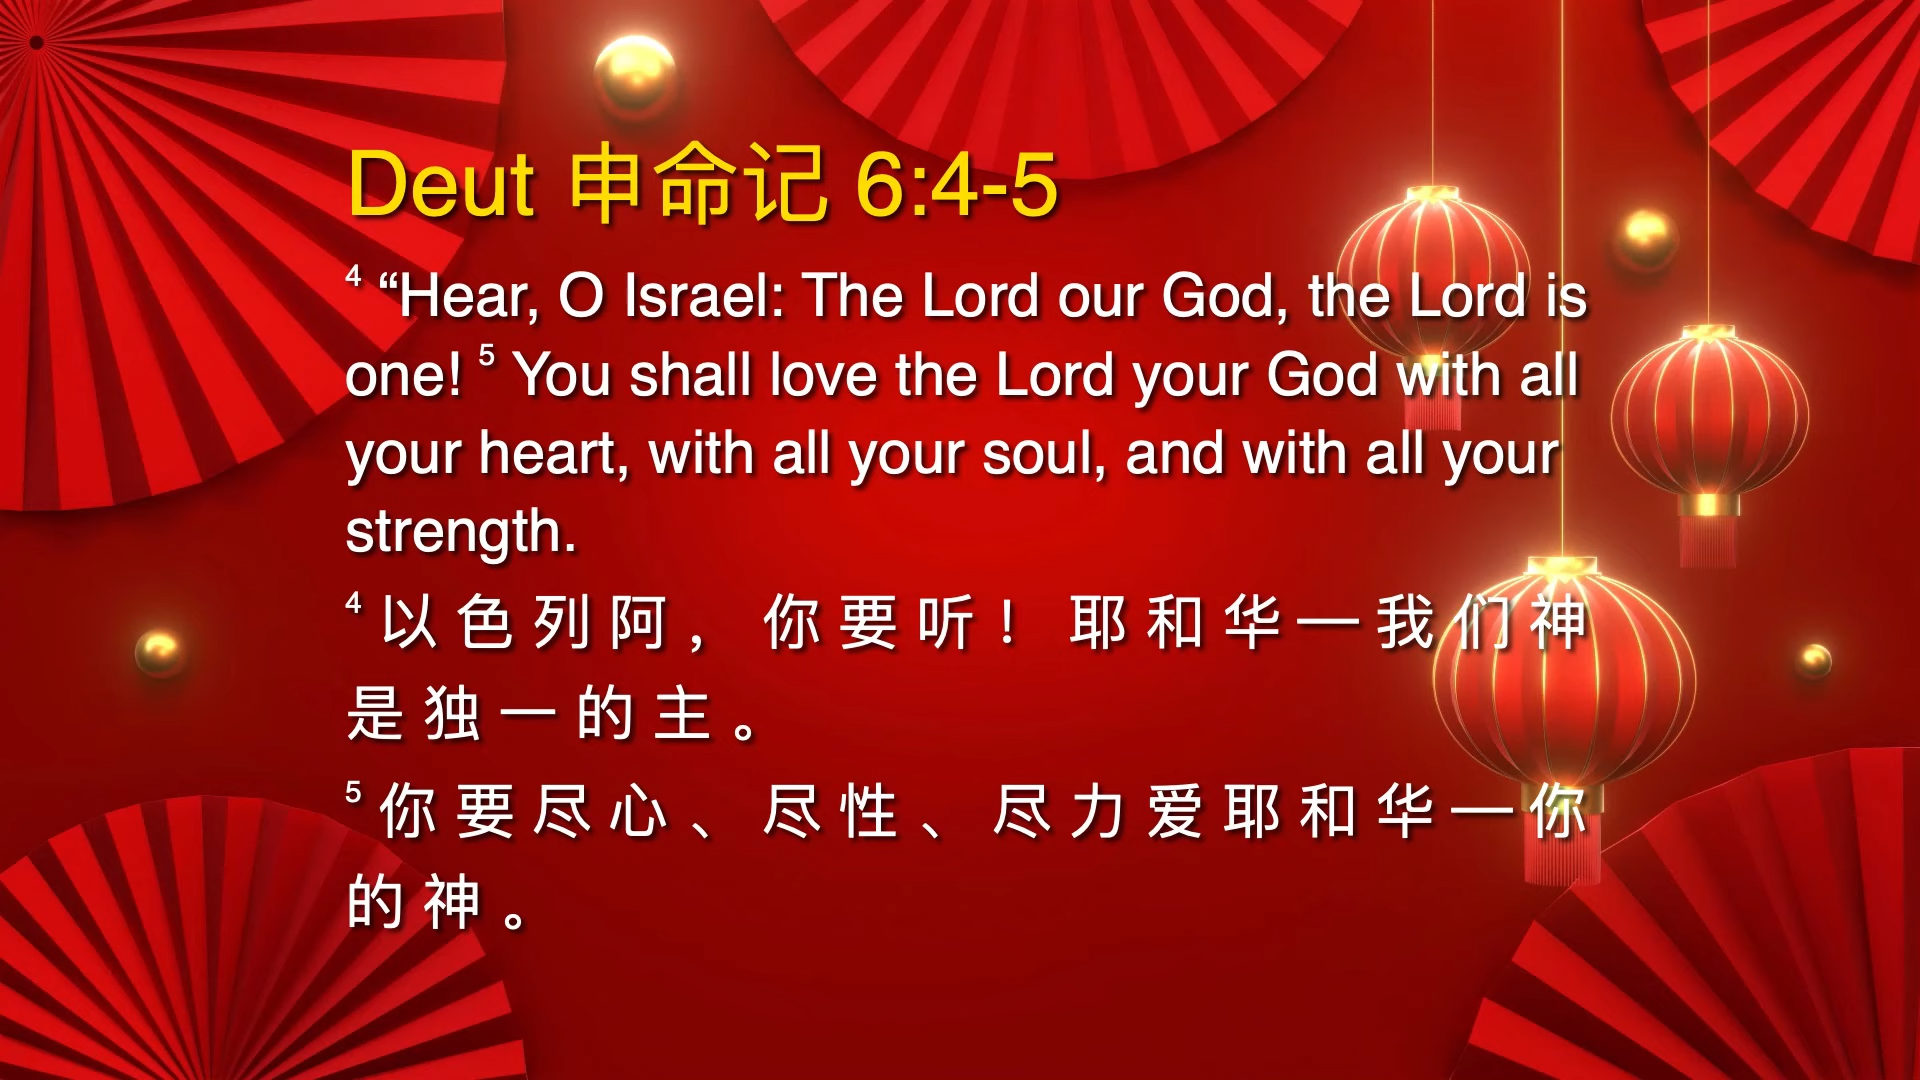 Deut 申命记 6:4-5
4 “Hear, O Israel: The Lord our God, the Lord is
one! 5 You shall love the Lord your God with all
your heart, with all your soul, and with all your
strength.
4 以 色 列 阿 ， 你 要 听 ！ 耶 和 华 — 我 们 神
是 独 一 的 主 。
5 你 要 尽 心 、 尽 性 、 尽 力 爱 耶 和 华 — 你
的 神 。